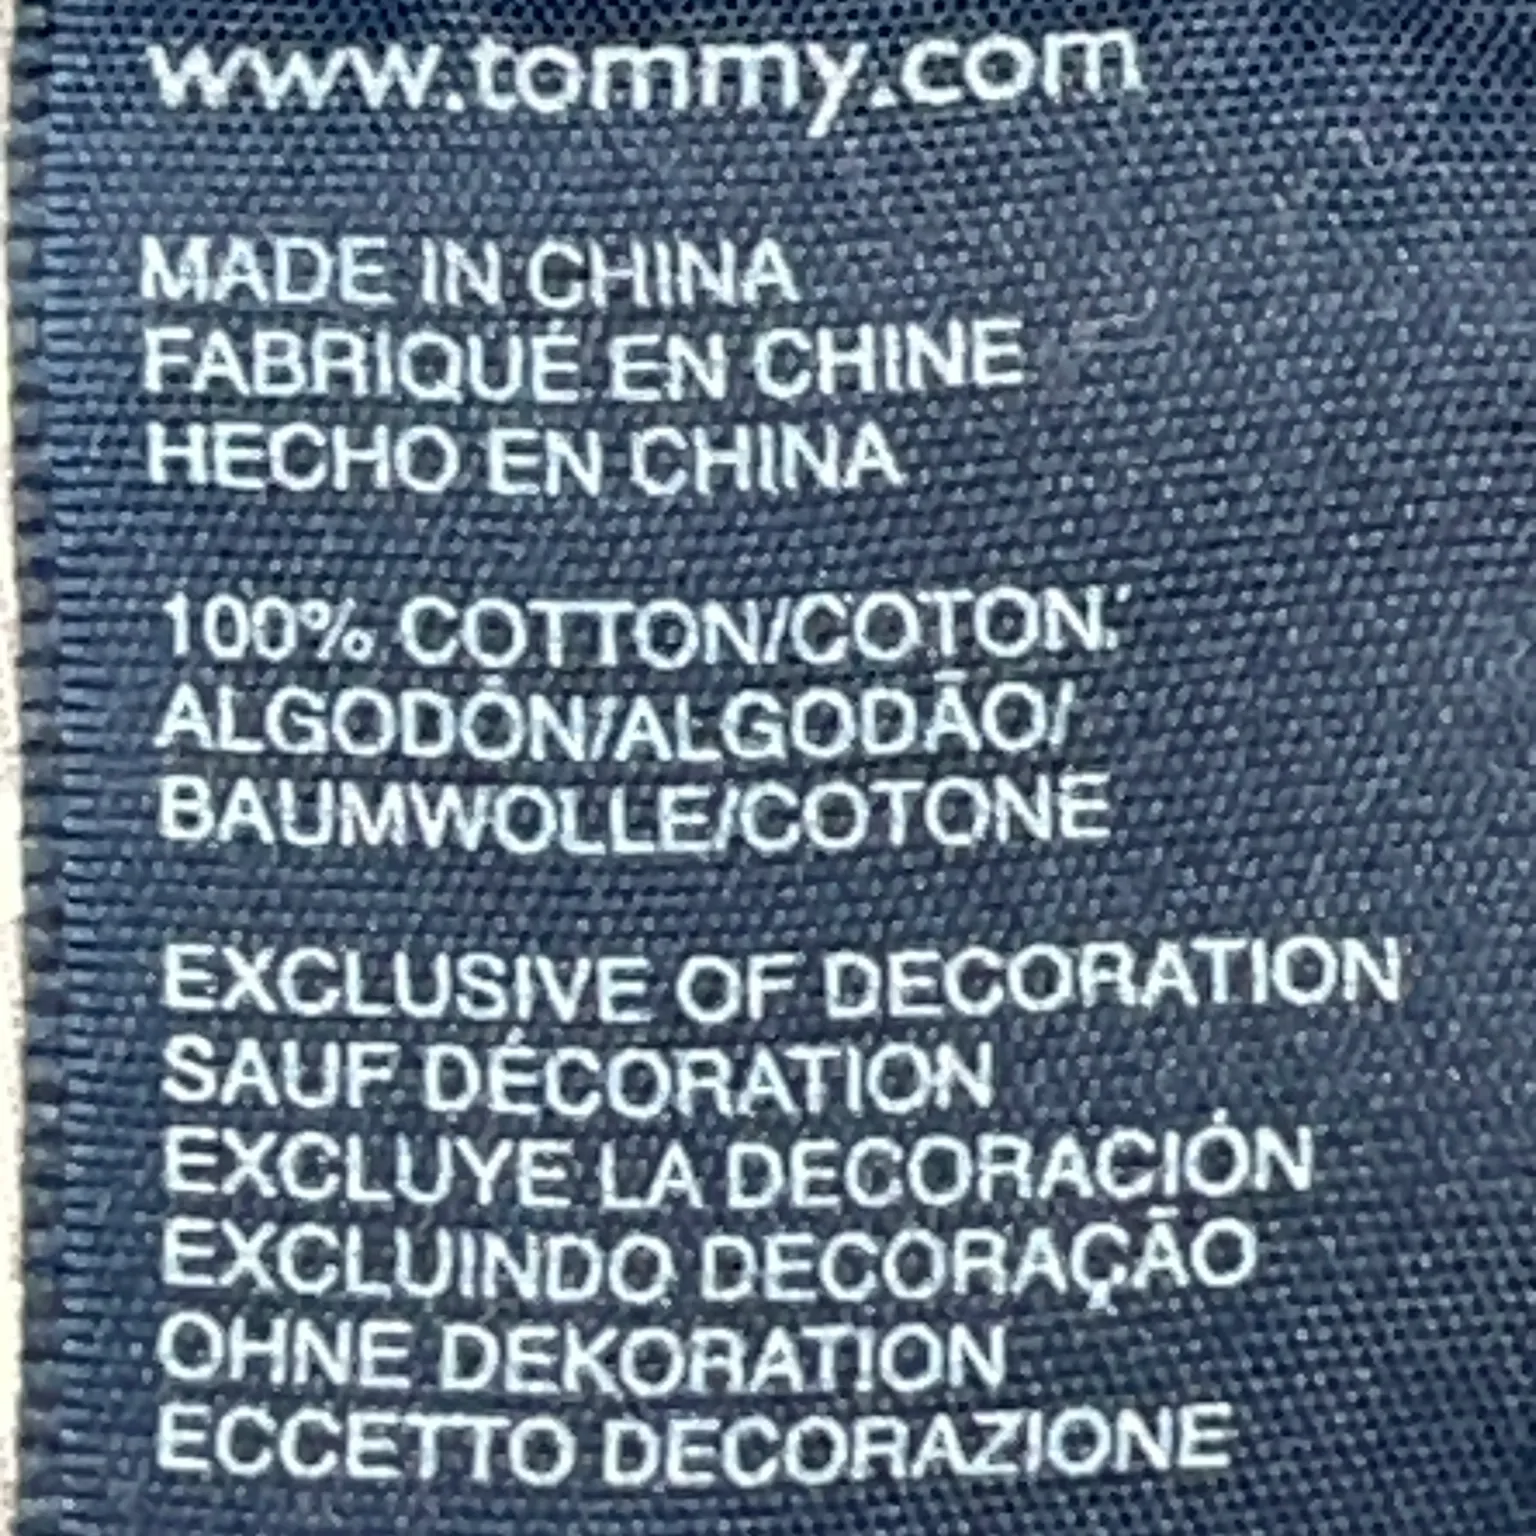 www.tommy.com
MADE IN CHINA
FABRIQUÉ EN CHINE
HECHO EN CHINA
100% COTTON/COTON/
ALGODÓN/ALGODÃO/
BAUMWOLLE/COTONE
EXCLUSIVE OF DECORATION
SAUF DÉCORATION
EXCLUYE LA DECORACIÓN
EXCLUINDO DECORAÇÃO
OHNE DEKORATION
ECCETTO DECORAZIONE